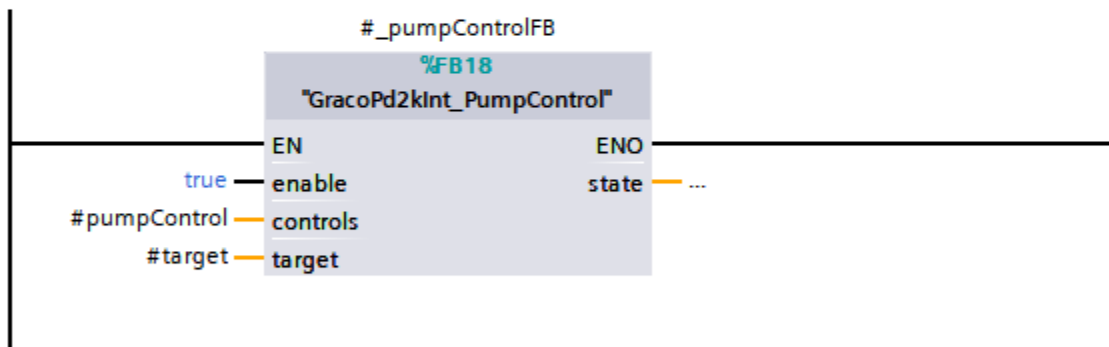 #_pumpControlFB
%FB18
"GracoPd2kInt_PumpControl"
EN ENO
true enable state ...
#pumpControl controls
#target target